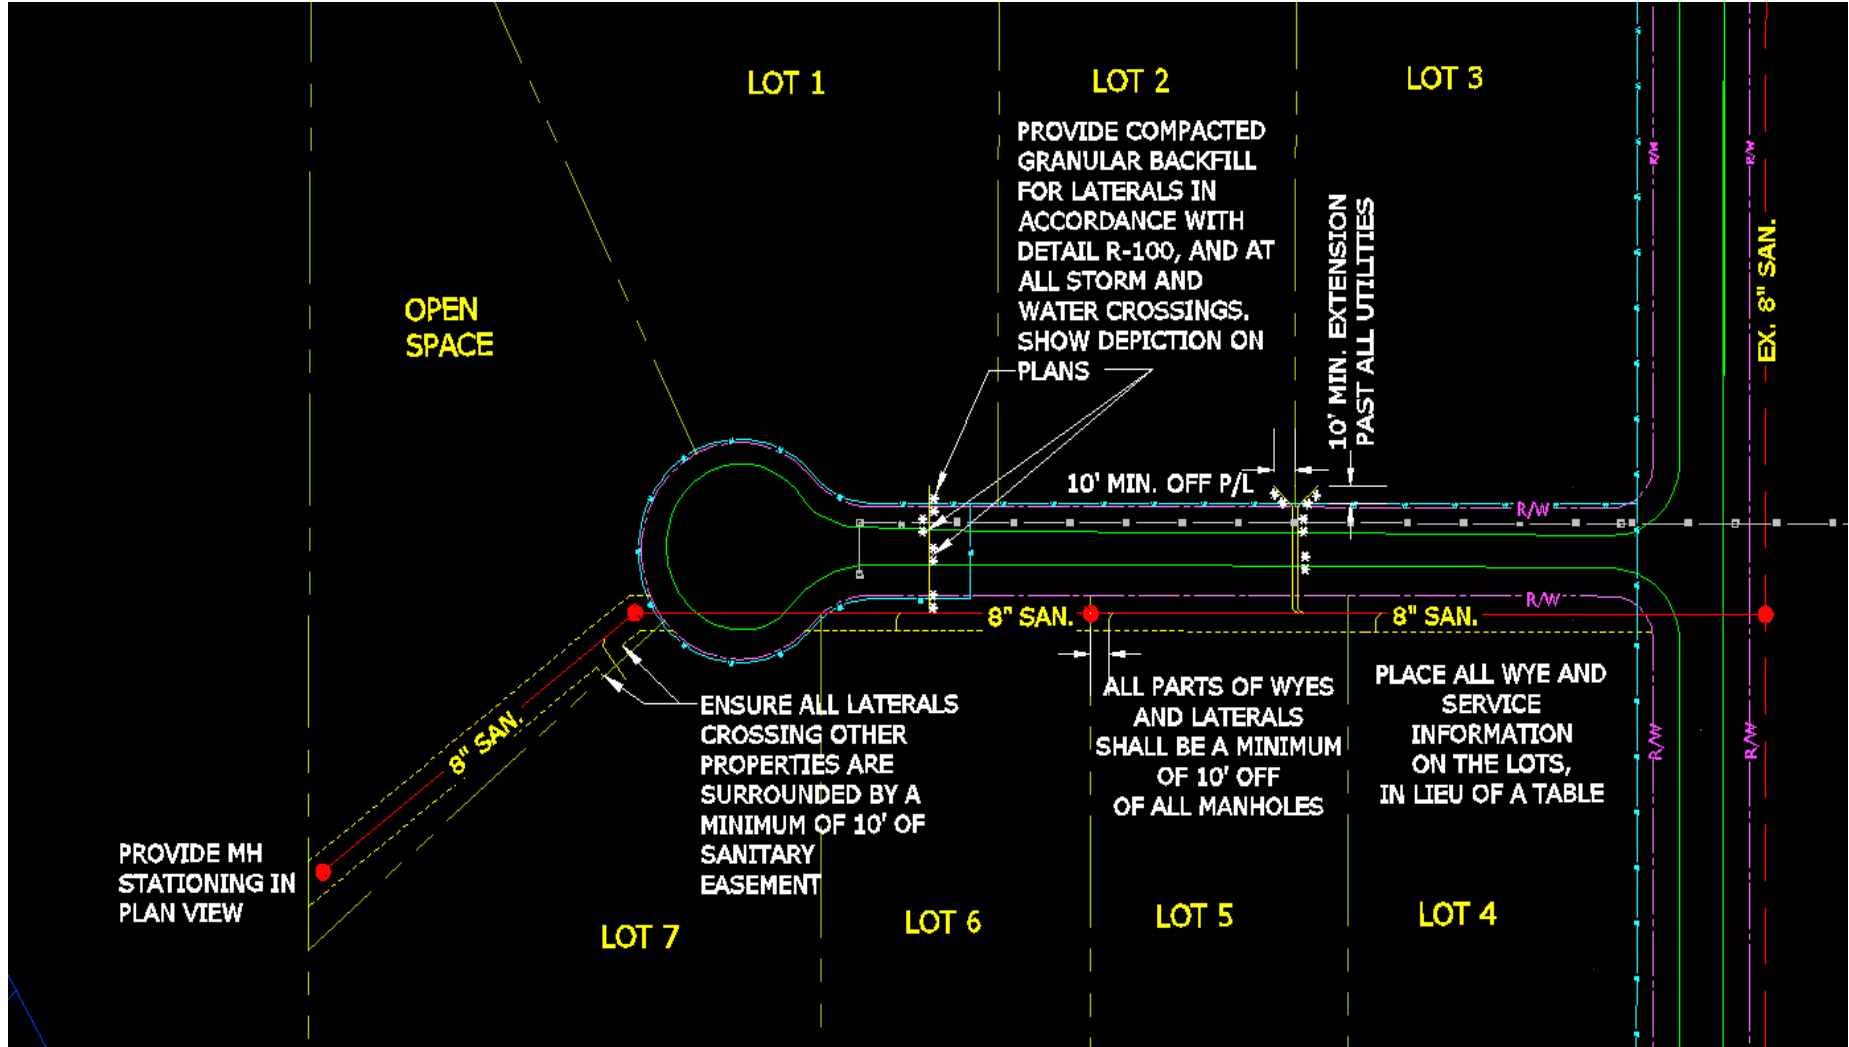 LOT 1
LOT 2
LOT 3
PROVIDE COMPACTED
GRANULAR BACKFILL
FOR LATERALS IN
ACCORDANCE WITH
DETAIL R-100, AND AT
ALL STORM AND
WATER CROSSINGS.
SHOW DEPICTION ON
PLANS
10' MIN. EXTENSION
PAST ALL UTILITIES
R/W
R/W
EX. 8" SAN.
OPEN
SPACE
10' MIN. OFF P/L
R/W
R/W
8" SAN.
8" SAN.
8" SAN.
ENSURE ALL LATERALS
CROSSING OTHER
PROPERTIES ARE
SURROUNDED BY A
MINIMUM OF 10' OF
SANITARY
EASEMENT
ALL PARTS OF WYES
AND LATERALS
SHALL BE A MINIMUM
OF 10' OFF
OF ALL MANHOLES
PLACE ALL WYE AND
SERVICE
INFORMATION
ON THE LOTS,
IN LIEU OF A TABLE
R/W
R/W
PROVIDE MH
STATIONING IN
PLAN VIEW
LOT 7
LOT 6
LOT 5
LOT 4